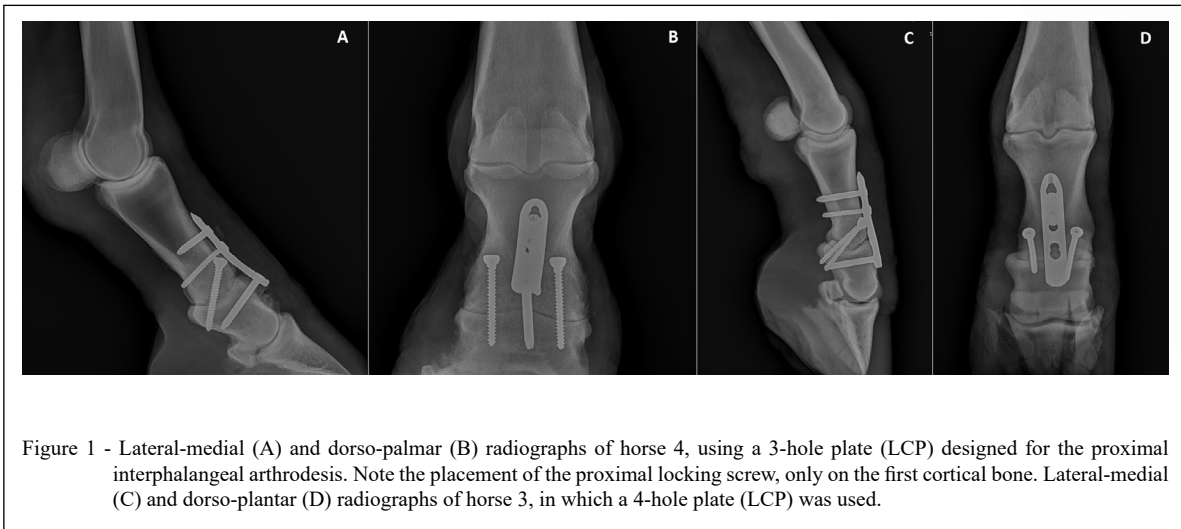 A
B
C
D
Figure 1 - Lateral-medial (A) and dorso-palmar (B) radiographs of horse 4, using a 3-hole plate (LCP) designed for the proximal
interphalangeal arthrodesis. Note the placement of the proximal locking screw, only on the first cortical bone. Lateral-medial
(C) and dorso-plantar (D) radiographs of horse 3, in which a 4-hole plate (LCP) was used.